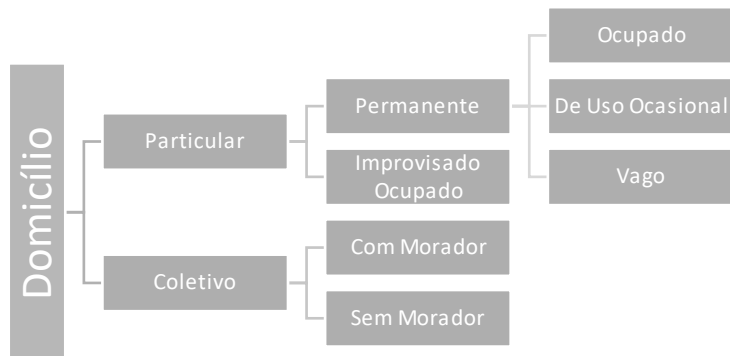 Domicílio
Particular
Permanente
Ocupado
De Uso Ocasional
Vago
Improvisado
Ocupado
Coletivo
Com Morador
Sem Morador